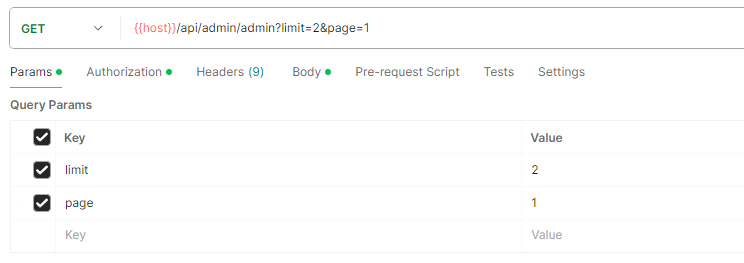 GET {{host}}/api/admin/admin?limit=2&page=1
Params Authorization Headers (9) Body Pre-request Script Tests Settings
Query Params
Key Value
limit 2
page 1
Key Value